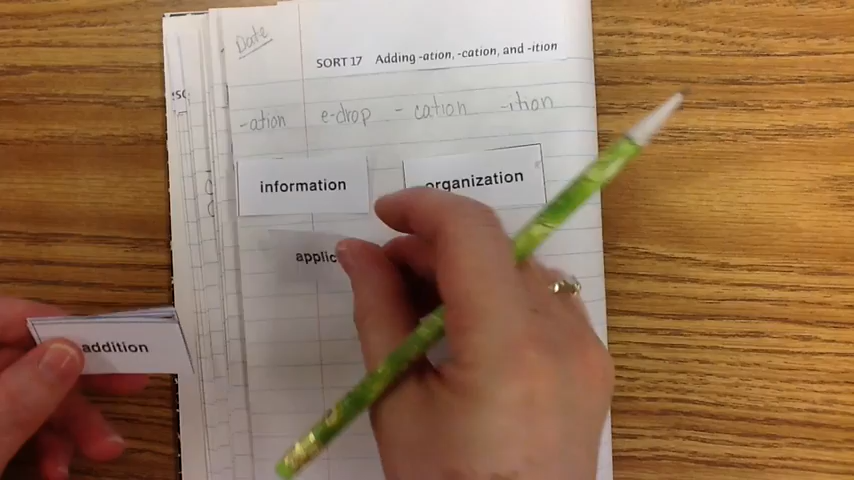 Date
SORT 17 Adding -ation, -cation, and -ition
-ation e-drop -cation -ition
information organization
applic
addition